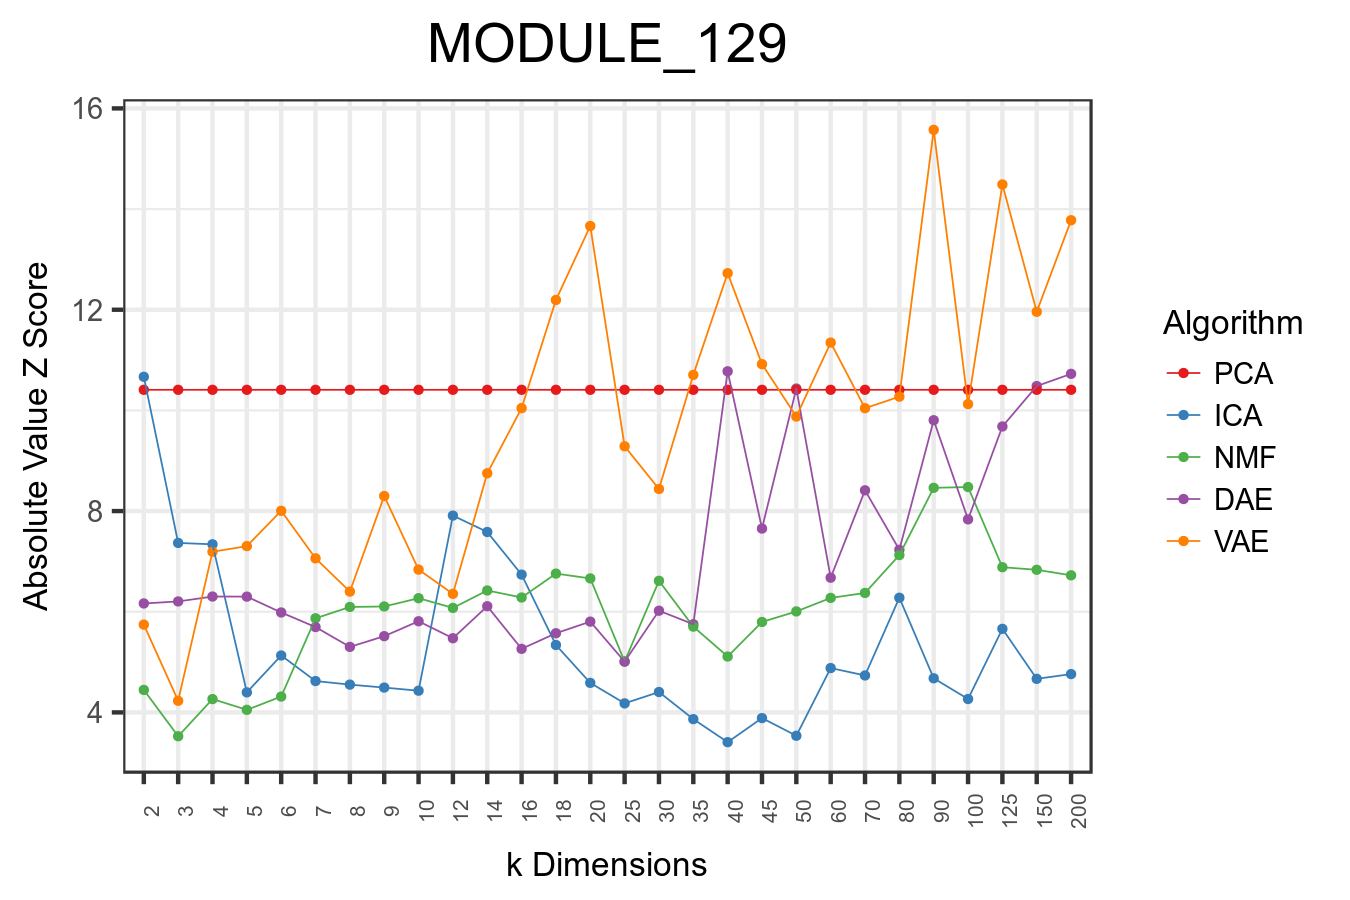 MODULE_129
Absolute Value Z Score
16
12
8
4
2 3 4 5 6 7 8 9 10 12 14 16 18 20 25 30 35 40 45 50 60 70 80 90 100 125 150 200
k Dimensions
Algorithm
PCA
ICA
NMF
DAE
VAE